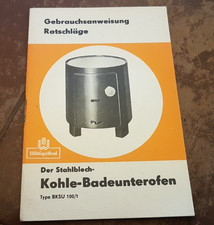 Gebrauchsanweisung
Ratschläge
Der Stahlblech-
Kohle-Badeunterofen
Type BKSU 100/1